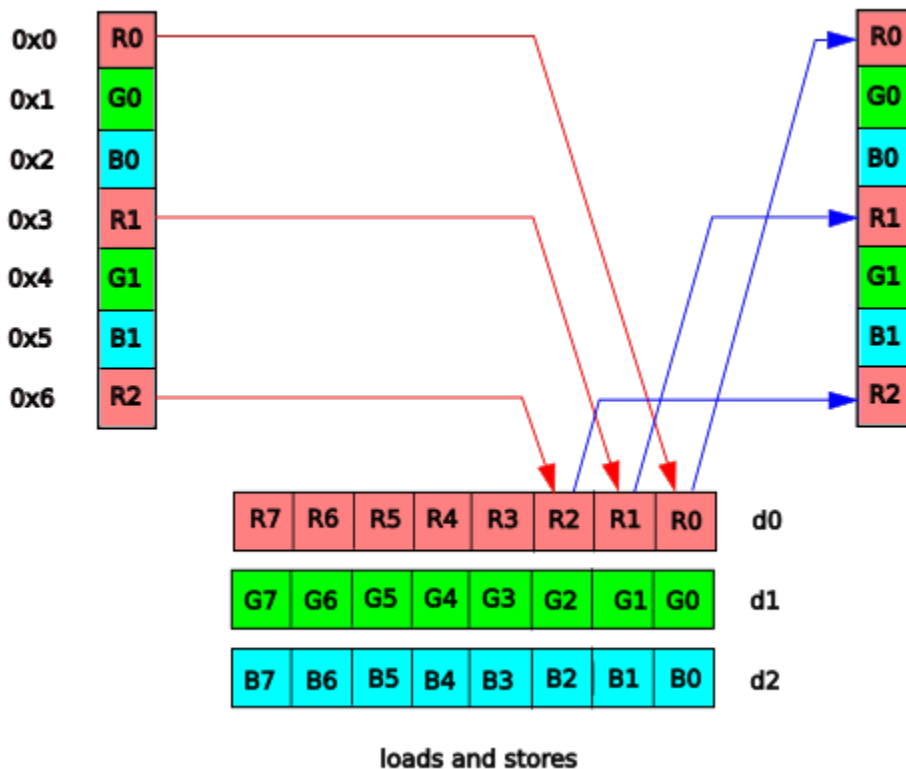 0x0 R0 R0
0x1 G0 G0
0x2 B0 B0
0x3 R1 R1
0x4 G1 G1
0x5 B1 B1
0x6 R2 R2
R7 R6 R5 R4 R3 R2 R1 R0 d0
G7 G6 G5 G4 G3 G2 G1 G0 d1
B7 B6 B5 B4 B3 B2 B1 B0 d2
loads and stores